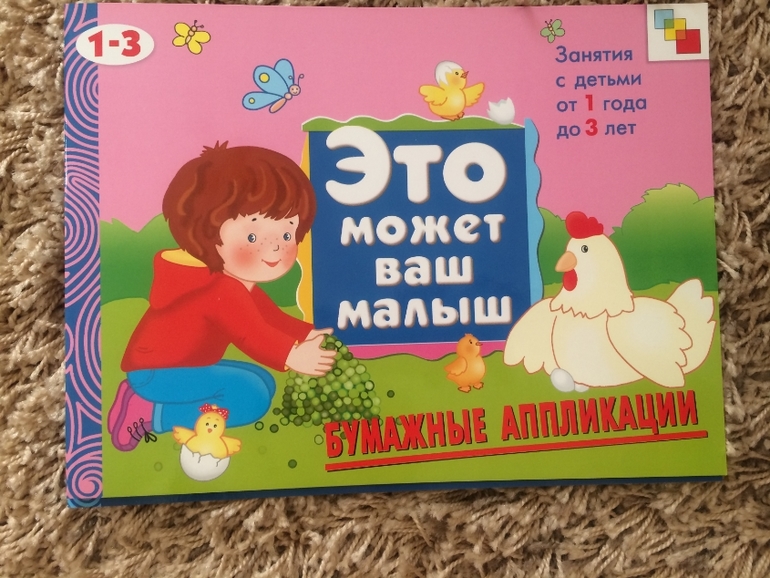 1-3
Занятия
с детьми
от 1 года
до 3 лет
Это
может
ваш
малыш
БУМАЖНЫЕ АППЛИКАЦИИ